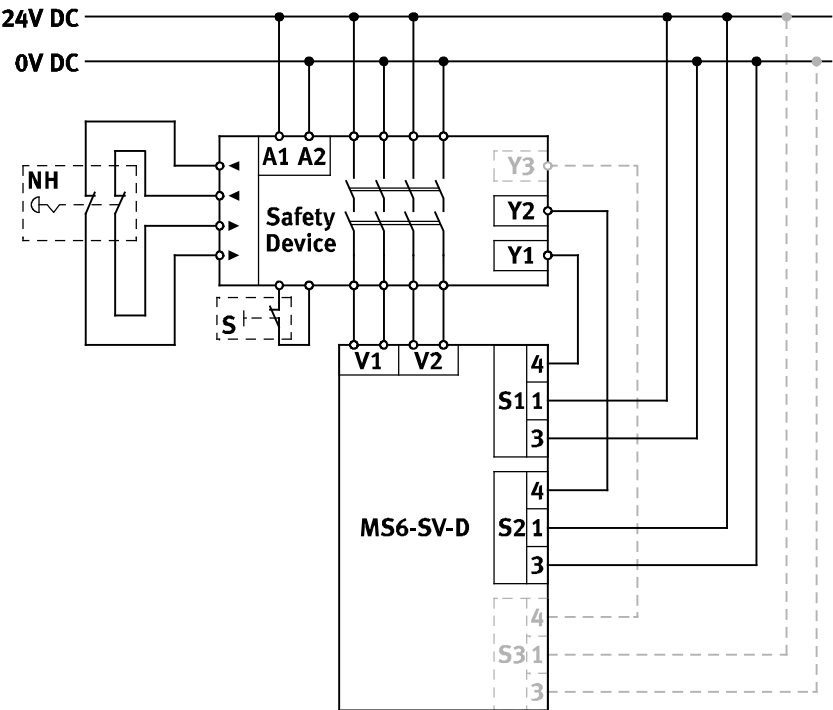 24V DC
0V DC
A1 A2
Y3
NH
Y2
Safety
Device
Y1
S
V1 V2
4
S1 1
3
4
MS6-SV-D
S2 1
3
4
S3 1
3